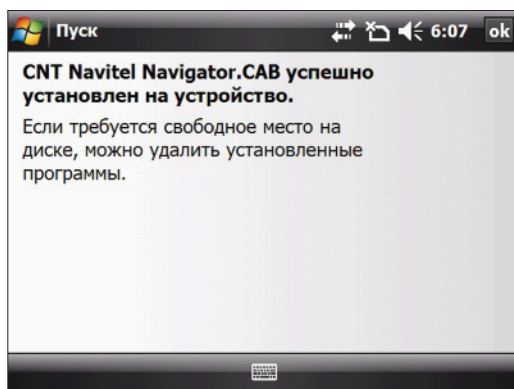 Пуск 6:07 ok
CNT Navitel Navigator.CAB успешно
установлен на устройство.
Если требуется свободное место на
диске, можно удалить установленные
программы.